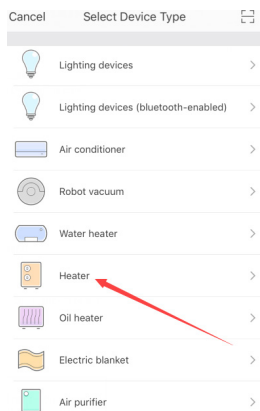 Cancel Select Device Type
Lighting devices
Lighting devices (bluetooth-enabled)
Air conditioner
Robot vacuum
Water heater
Heater
Oil heater
Electric blanket
Air purifier